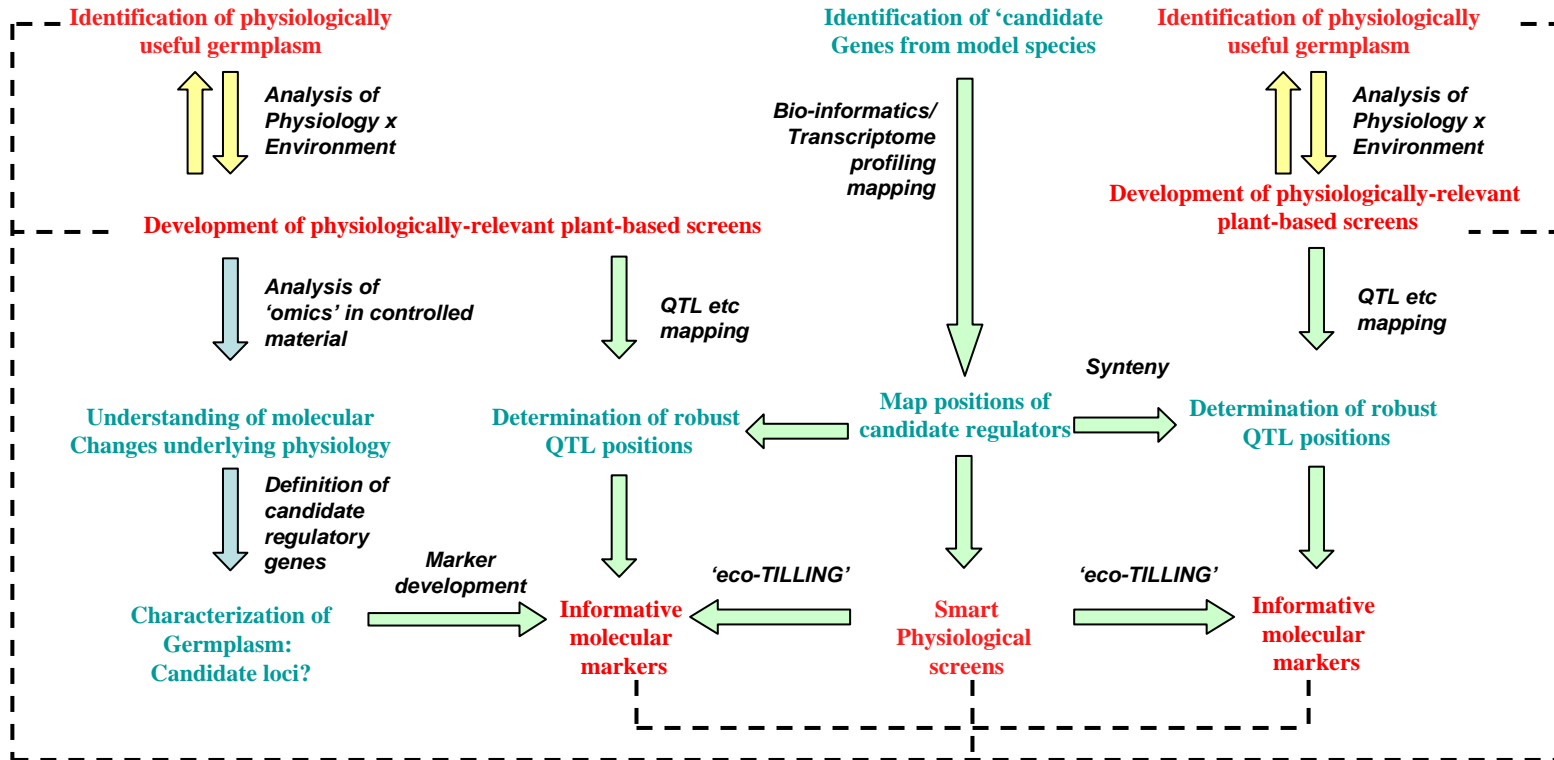 Identification of physiologically
useful germplasm
Identification of ‘candidate
Genes from model species
Identification of physiologically
useful germplasm
Analysis of
Physiology x
Environment
Bio-informatics/
Transcriptome
profiling
mapping
Analysis of
Physiology x
Environment
Development of physiologically-relevant plant-based screens
Development of physiologically-relevant
plant-based screens
Analysis of
‘omics’ in controlled
material
QTL etc
mapping
QTL etc
mapping
Synteny
Understanding of molecular
Changes underlying physiology
Determination of robust
QTL positions
Map positions of
candidate regulators
Determination of robust
QTL positions
Definition of
candidate
regulatory
genes
Marker
development
‘eco-TILLING’
‘eco-TILLING’
Characterization of
Germplasm:
Candidate loci?
Informative
molecular
markers
Smart
Physiological
screens
Informative
molecular
markers